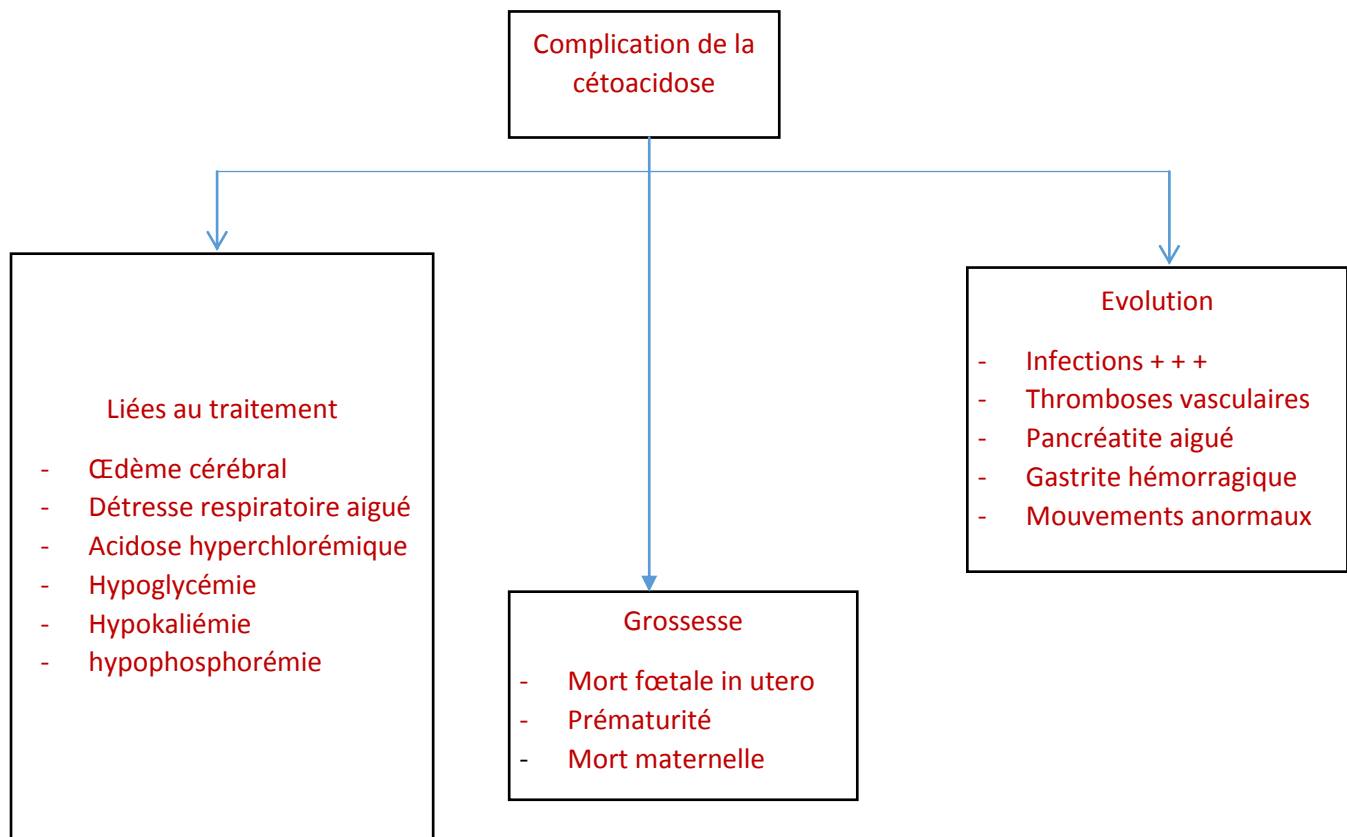 Complication de la
cétoacidose
Liées au traitement
- Œdème cérébral
- Détresse respiratoire aigué
- Acidose hyperchlorémique
- Hypoglycémie
- Hypokaliémie
- hypophosphorémie
Grossesse
- Mort fœtale in utero
- Prématurité
- Mort maternelle
Evolution
- Infections + + +
- Thromboses vasculaires
- Pancréatite aigué
- Gastrite hémorragique
- Mouvements anormaux